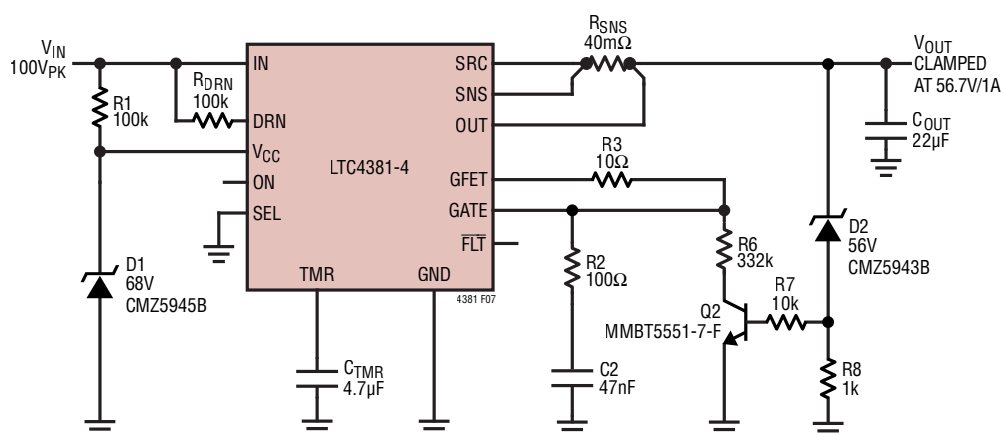 V_IN
100V_PK
R1
100k
R_DRN
100k
IN
DRN
V_CC
ON
SEL
TMR
GND
LTC4381-4
SRC
SNS
OUT
GFET
GATE
FLT
4381 F07
R_SNS
40mΩ
V_OUT
CLAMPED
AT 56.7V/1A
C_OUT
22µF
R3
10Ω
R2
100Ω
R6
332k
D2
56V
CMZ5943B
R7
10k
Q2
MMBT5551-7-F
R8
1k
D1
68V
CMZ5945B
C_TMR
4.7µF
C2
47nF